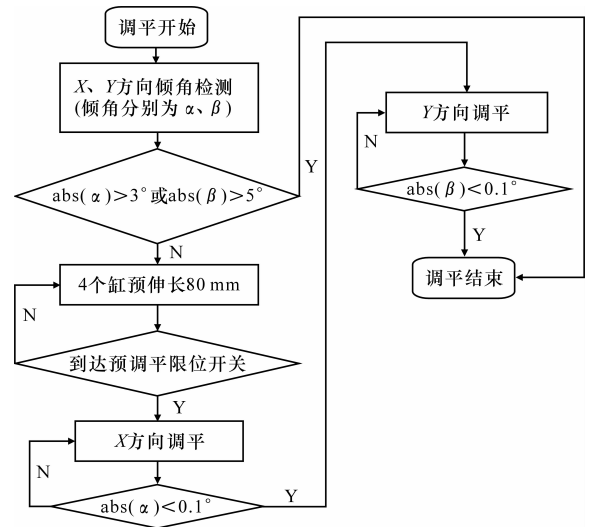 调平开始
X、Y方向倾角检测
(倾角分别为 α、β)
abs(α)>3°或abs(β)>5°
Y
N
4个缸预伸长80 mm
N
到达预调平限位开关
Y
X方向调平
N
abs(α)<0.1°
Y
Y方向调平
N
abs(β)<0.1°
Y
调平结束